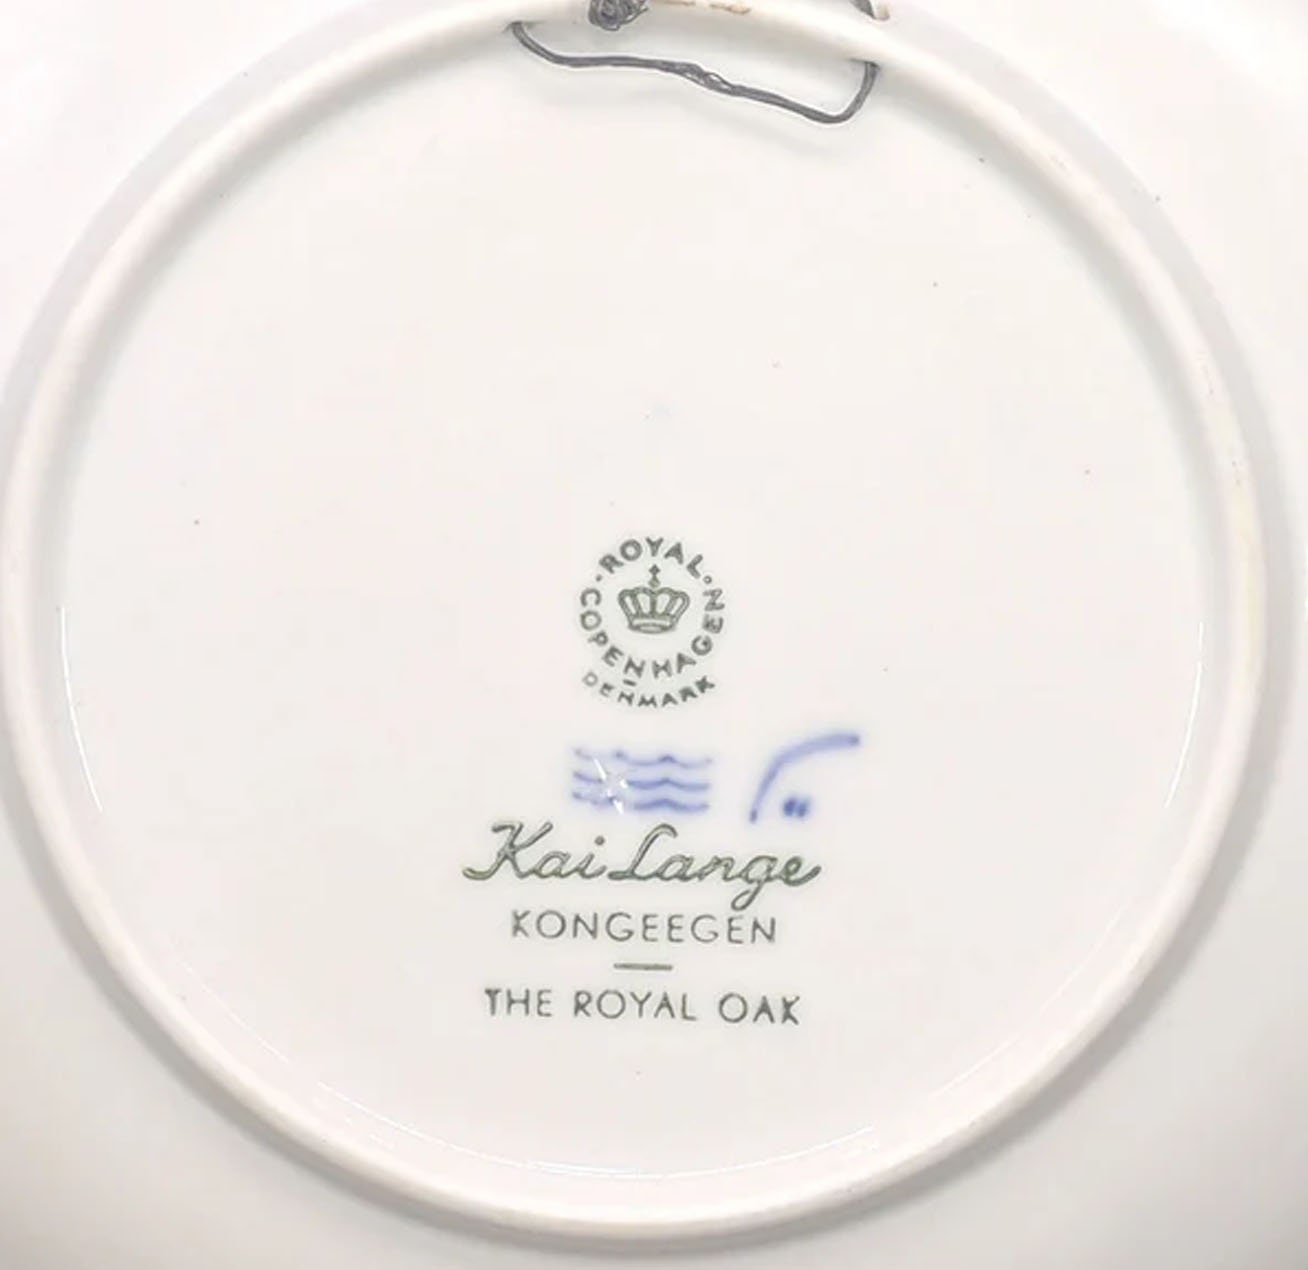 ROYAL
COPENHAGEN
DENMARK
Kai Lange
KONGEEGEN
THE ROYAL OAK